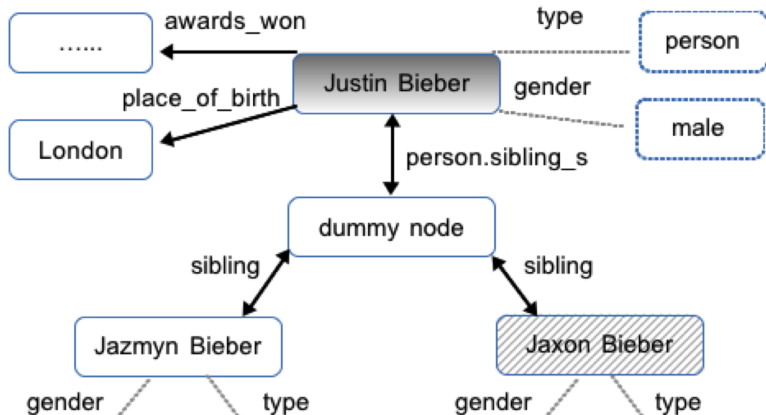 awards_won
type
......
person
Justin Bieber
gender
place_of_birth
male
London
person.sibling_s
dummy node
sibling
sibling
Jazmyn Bieber
Jaxon Bieber
gender
type
gender
type